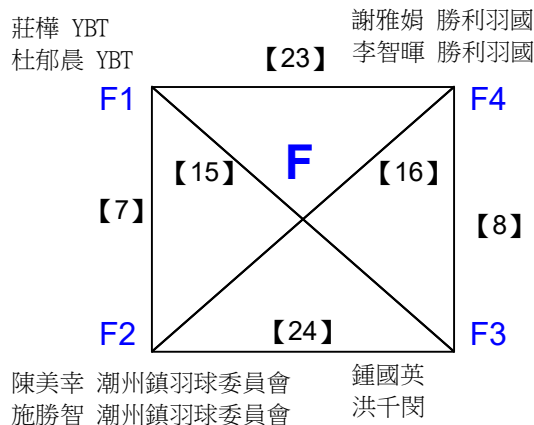 莊樺 YBT
杜郁晨 YBT
謝雅娟 勝利羽國
李智暉 勝利羽國
【23】
F1
F4
F
【15】
【16】
【7】
【8】
F2
【24】
F3
陳美幸 潮州鎮羽球委員會
施勝智 潮州鎮羽球委員會
鍾國英
洪千閔